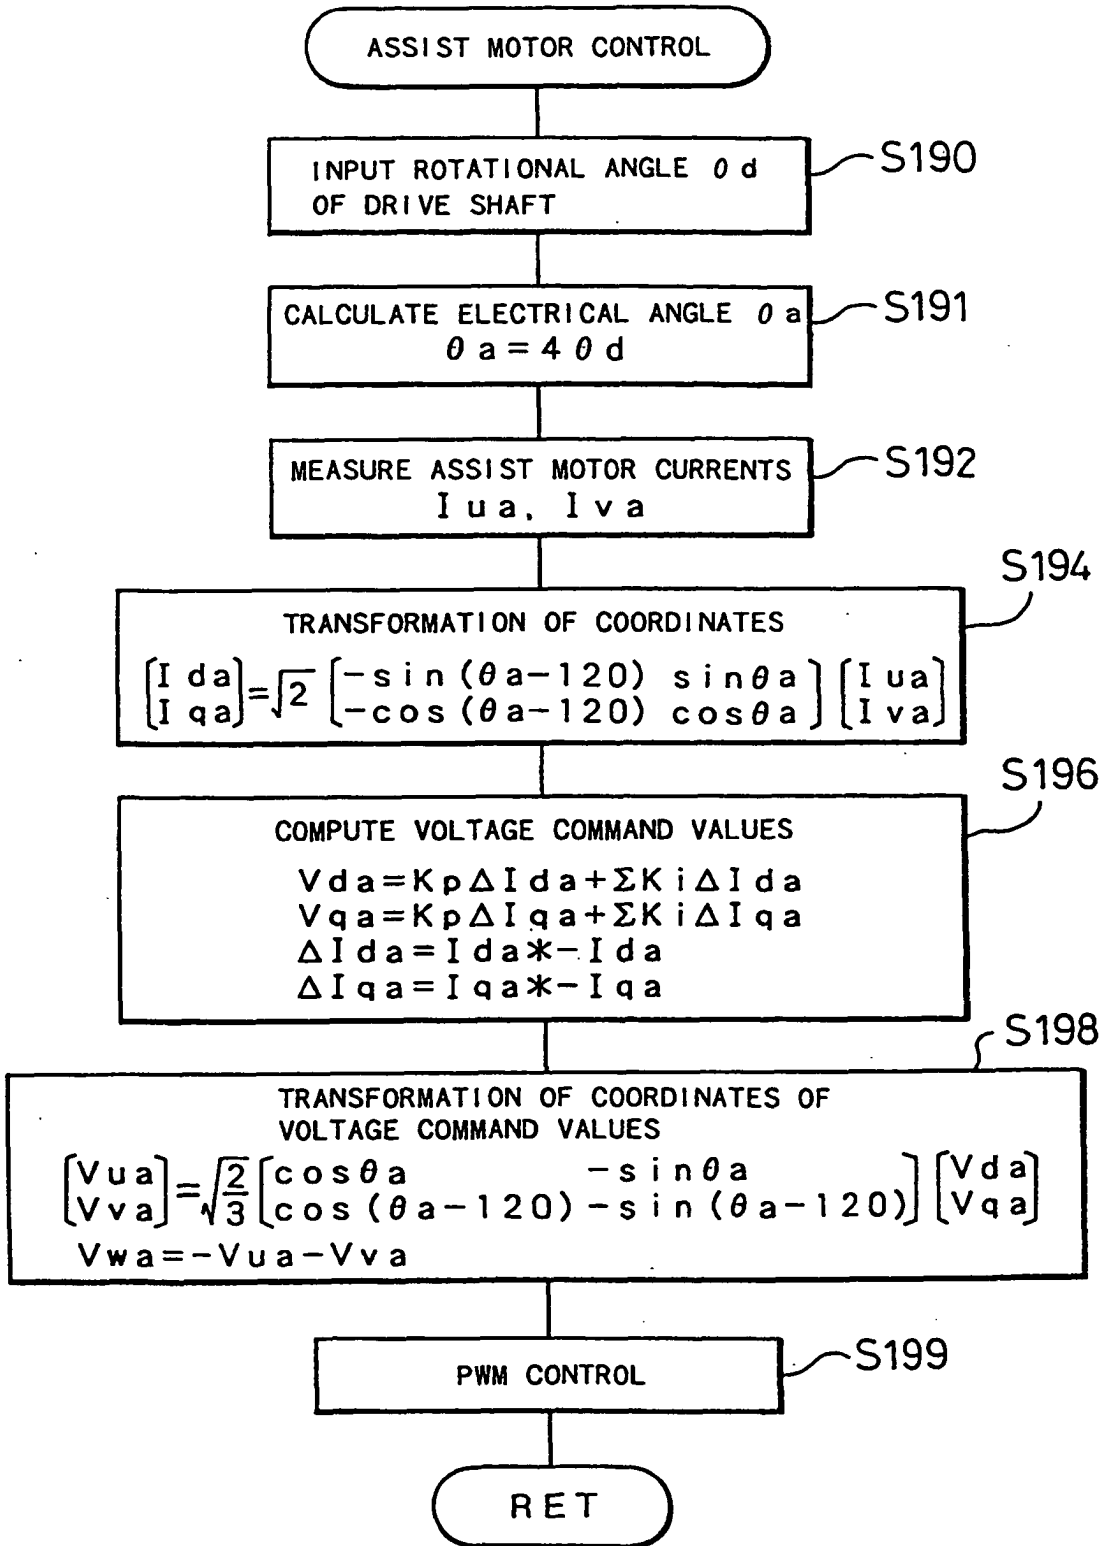 ASSIST MOTOR CONTROL
INPUT ROTATIONAL ANGLE θd
OF DRIVE SHAFT
S190
CALCULATE ELECTRICAL ANGLE θa
θa=4θd
S191
MEASURE ASSIST MOTOR CURRENTS
Iua, Iva
S192
S194
TRANSFORMATION OF COORDINATES
[Ida] = √2 [-sin(θa-120) sinθa] [Iua]
[Iqa] [-cos(θa-120) cosθa] [Iva]
S196
COMPUTE VOLTAGE COMMAND VALUES
Vda=KpΔIda+ΣKiΔIda
Vqa=KpΔIqa+ΣKiΔIqa
ΔIda=Ida*-Ida
ΔIqa=Iqa*-Iqa
S198
TRANSFORMATION OF COORDINATES OF
VOLTAGE COMMAND VALUES
[Vua] = √2/3 [cosθa -sinθa] [Vda]
[Vva] [cos(θa-120) -sin(θa-120)] [Vqa]
Vwa=-Vua-Vva
PWM CONTROL
S199
RET